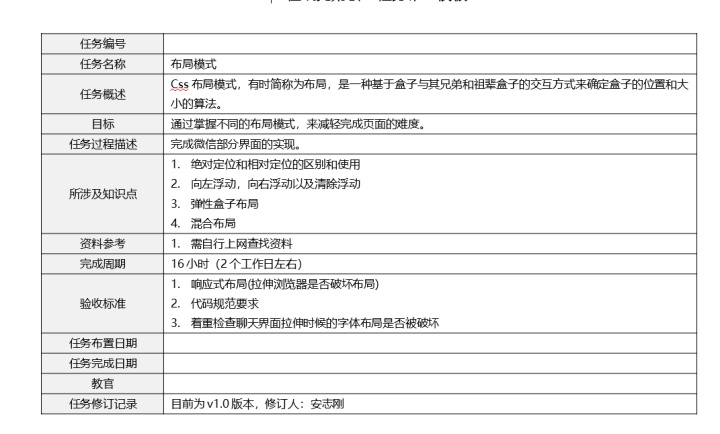 任务编号
任务名称 布局模式
任务概述 Css 布局模式，有时简称为布局，是一种基于盒子与其兄弟和祖辈盒子的交互方式来确定盒子的位置和大
小的算法。
目标 通过掌握不同的布局模式，来减轻完成页面的难度。
任务过程描述 完成微信部分界面的实现。
所涉及知识点
1. 绝对定位和相对定位的区别和使用
2. 向左浮动，向右浮动以及清除浮动
3. 弹性盒子布局
4. 混合布局
资料参考 1. 需自行上网查找资料
完成周期 16小时（2个工作日左右）
验收标准
1. 响应式布局(拉伸浏览器是否破坏布局)
2. 代码规范要求
3. 着重检查聊天界面拉伸时候的字体布局是否被破坏
任务布置日期
任务完成日期
教官
任务修订记录 目前为v1.0版本，修订人：安志刚